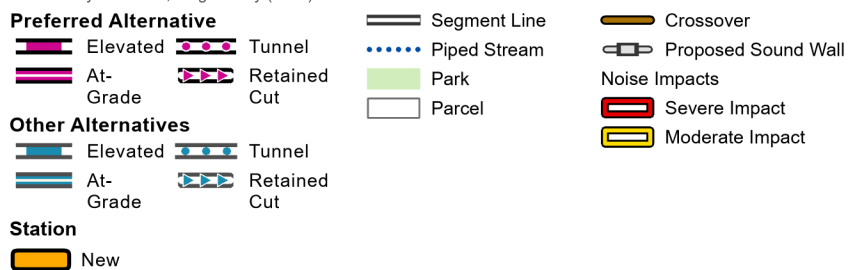 Preferred Alternative
Elevated
Tunnel
At-
Grade
Retained
Cut
Other Alternatives
Elevated
Tunnel
At-
Grade
Retained
Cut
Station
New
Segment Line
Piped Stream
Park
Parcel
Crossover
Proposed Sound Wall
Noise Impacts
Severe Impact
Moderate Impact